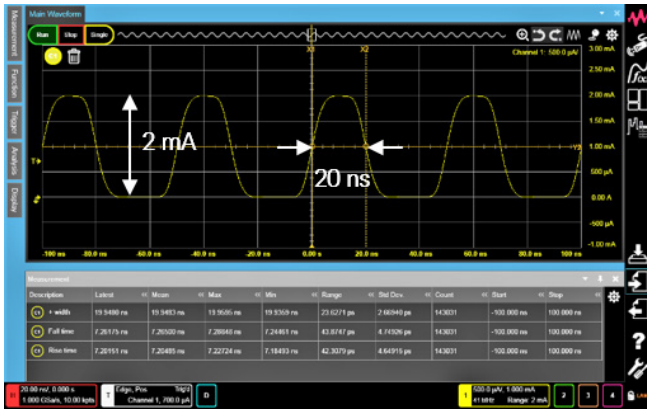 Main Waveform
Run Stop Single
Channel 1: 500.0 µA/
X1 X2
C1
3.00 mA
2.50 mA
2.00 mA
2 mA
1.00 mA
20 ns
500 µA
0.00 A
-500 µA
-1.00 mA
-100 ns -80.0 ns -60.0 ns -40.0 ns -20.0 ns 0.00 s 20.0 ns 40.0 ns 60.0 ns 80.0 ns 100 ns
Measurement
Function
Trigger
Analysis
Display
Measurement
Description Latest Mean Max Min Range Std Dev. Count Start Stop
C1 + width 19.9400 ns 19.9493 ns 19.9595 ns 19.9359 ns 23.6271 ps 2.66940 ps 143031 -100.000 ns 100.000 ns
C1 Fall time 7.26175 ns 7.26500 ns 7.28848 ns 7.24461 ns 43.8747 ps 4.74926 ps 143031 -100.000 ns 100.000 ns
C1 Rise time 7.20151 ns 7.20485 ns 7.22724 ns 7.18493 ns 42.3079 ps 4.64916 ps 143031 -100.000 ns 100.000 ns
H 20.00 ns/, 0.000 s
1.000 GSa/s, 10.00 kpts
T Edge, Pos Trig'd
Channel 1, 700.0 µA
D
1 500.0 µA/, 1.000 mA
Range: 2 mA
2 3 4
?